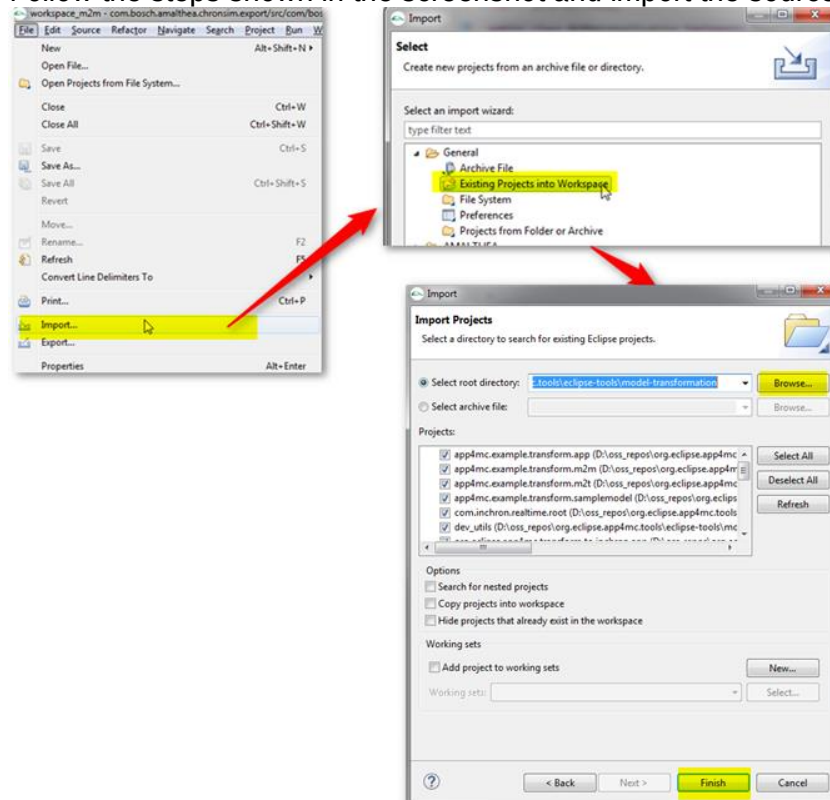 Follow the steps shown in the screenshot and import the source
workspace_m2m - com.bosch.amalthea.chronsim.export/src/com/bos
File Edit Source Refactor Navigate Search Project Run W
New Alt+Shift+N
Open File...
Open Projects from File System...
Close Ctrl+W
Close All Ctrl+Shift+W
Save Ctrl+S
Save As...
Save All Ctrl+Shift+S
Revert
Move...
Rename... F2
Refresh F5
Convert Line Delimiters To
Print... Ctrl+P
Import...
Export...
Properties Alt+Enter
Import
Select
Create new projects from an archive file or directory.
Select an import wizard:
type filter text
General
Archive File
Existing Projects into Workspace
File System
Preferences
Projects from Folder or Archive
AMALTHEA
Import
Import Projects
Select a directory to search for existing Eclipse projects.
Select root directory: c.tools\eclipse-tools\model-transformation Browse...
Select archive file: Browse...
Projects:
app4mc.example.transform.app (D:\oss_repos\org.eclipse.app4mc Select All
app4mc.example.transform.m2m (D:\oss_repos\org.eclipse.app4m
app4mc.example.transform.m2t (D:\oss_repos\org.eclipse.app4mc Deselect All
app4mc.example.transform.samplemodel (D:\oss_repos\org.eclips
com.inchron.realtime.root (D:\oss_repos\org.eclipse.app4mc.tools Refresh
dev_utils (D:\oss_repos\org.eclipse.app4mc.tools\eclipse-tools\mo
Options
Search for nested projects
Copy projects into workspace
Hide projects that already exist in the workspace
Working sets
Add project to working sets New...
Working sets: Select...
< Back Next > Finish Cancel